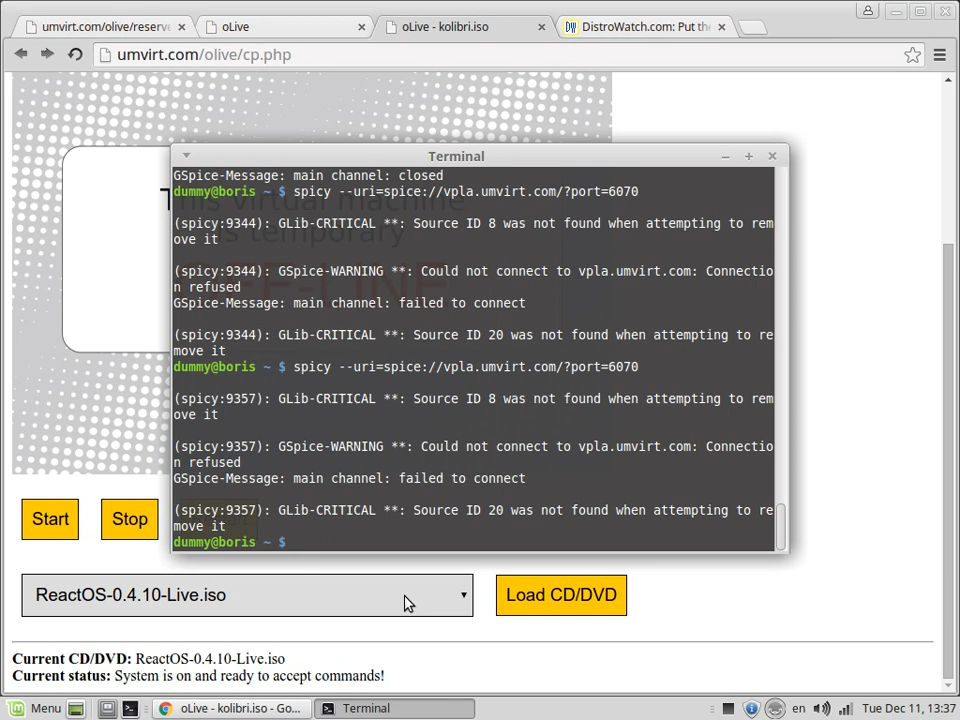 umvirt.com/olive/reserve
oLive
oLive - kolibri.iso
DW
DistroWatch.com: Put the
umvirt.com/olive/cp.php
Terminal
This virtual machine
is temporary
OFF-LINE
GSpice-Message: main channel: closed
dummy@boris ~ $ spicy --uri=spice://vpla.umvirt.com/?port=6070
(spicy:9344): GLib-CRITICAL **: Source ID 8 was not found when attempting to rem
ove it
(spicy:9344): GSpice-WARNING **: Could not connect to vpla.umvirt.com: Connectio
n refused
GSpice-Message: main channel: failed to connect
(spicy:9344): GLib-CRITICAL **: Source ID 20 was not found when attempting to re
move it
dummy@boris ~ $ spicy --uri=spice://vpla.umvirt.com/?port=6070
(spicy:9357): GLib-CRITICAL **: Source ID 8 was not found when attempting to rem
ove it
(spicy:9357): GSpice-WARNING **: Could not connect to vpla.umvirt.com: Connectio
n refused
GSpice-Message: main channel: failed to connect
(spicy:9357): GLib-CRITICAL **: Source ID 20 was not found when attempting to re
move it
dummy@boris ~ $
Start
Stop
ReactOS-0.4.10-Live.iso
Load CD/DVD
Current CD/DVD: ReactOS-0.4.10-Live.iso
Current status: System is on and ready to accept commands!
Menu
oLive - kolibri.iso - Go...
Terminal
en
Tue Dec 11, 13:37